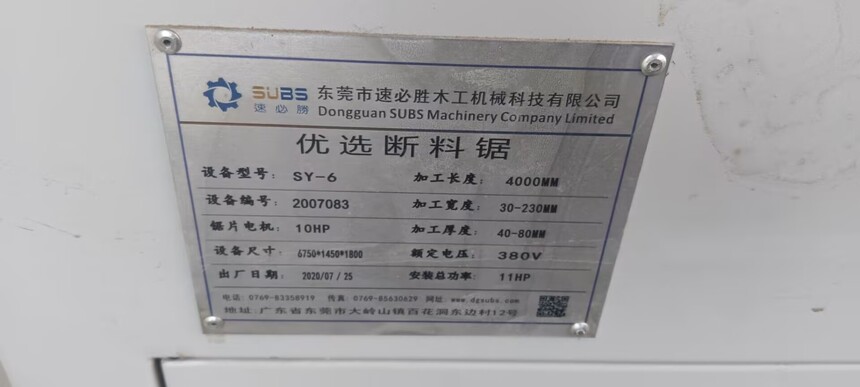 SUBS 东莞市速必胜木工机械科技有限公司
速必勝 Dongguan SUBS Machinery Company Limited
优选断料锯
设备型号: SY-6 加工长度: 4000MM
设备编号: 2007083 加工宽度: 30-230MM
锯片电机: 10HP 加工厚度: 40-80MM
设备尺寸: 6750*1450*1800 额定电压: 380V
出厂日期: 2020/07/25 安装总功率: 11HP
电话: 0769-83358919 传真: 0769-85630629 网址: www.dgsubs.com
地址: 广东省东莞市大岭山镇百花洞东边村12号